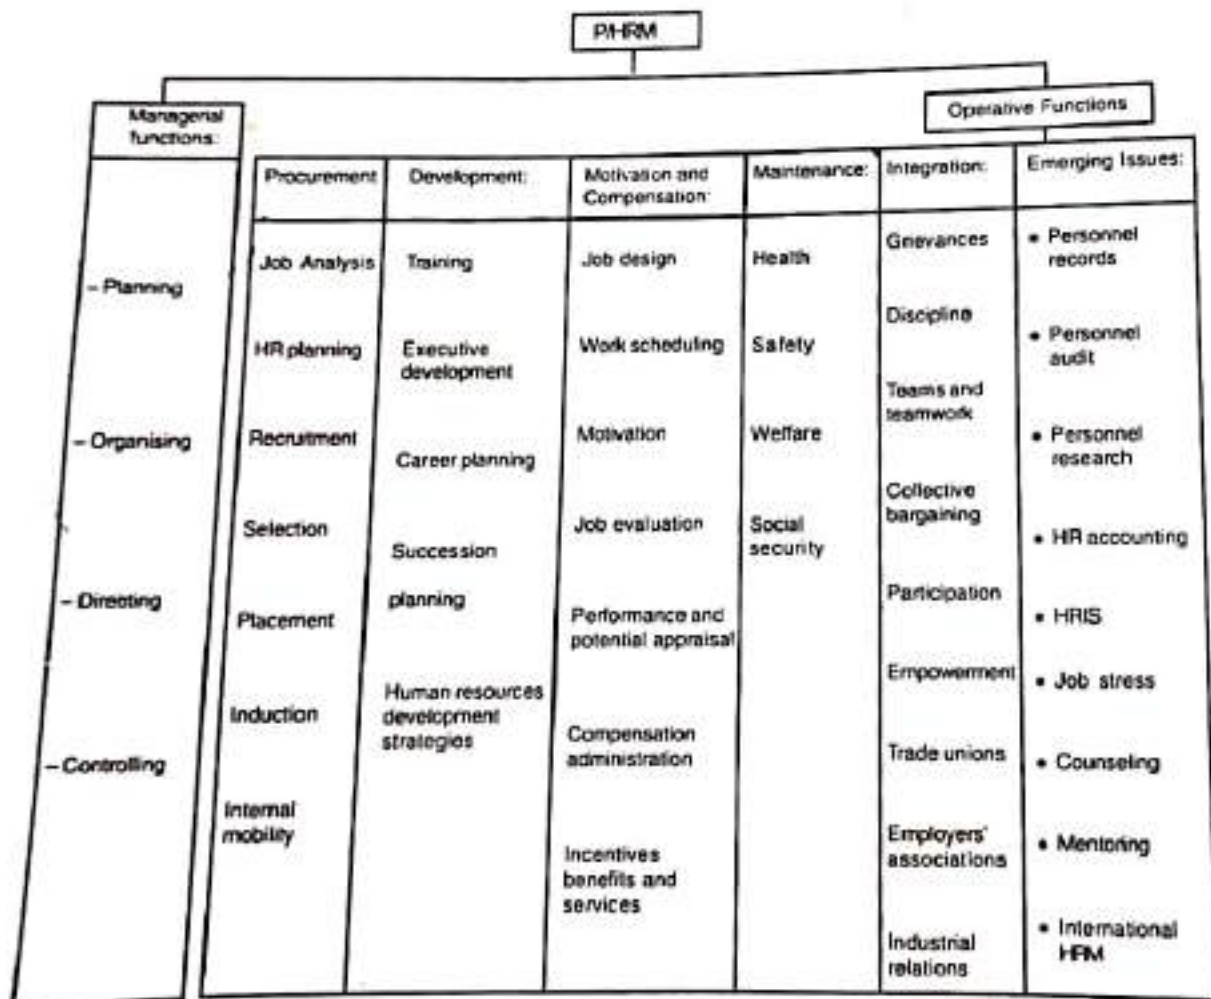 P/HRM
Managerial
functions:
– Planning
– Organising
– Directing
– Controlling
Operative Functions
Procurement
Job Analysis
HR planning
Recruitment
Selection
Placement
Induction
Internal
mobility
Development:
Training
Executive
development
Career planning
Succession
planning
Human resources
development
strategies
Motivation and
Compensation:
Job design
Work scheduling
Motivation
Job evaluation
Performance and
potential appraisal
Compensation
administration
Incentives
benefits and
services
Maintenance:
Health
Safety
Welfare
Social
security
Integration:
Grievances
Discipline
Teams and
teamwork
Collective
bargaining
Participation
Empowerment
Trade unions
Employers'
associations
Industrial
relations
Emerging Issues:
• Personnel
records
• Personnel
audit
• Personnel
research
• HR accounting
• HRIS
• Job stress
• Counseling
• Mentoring
• International
HRM